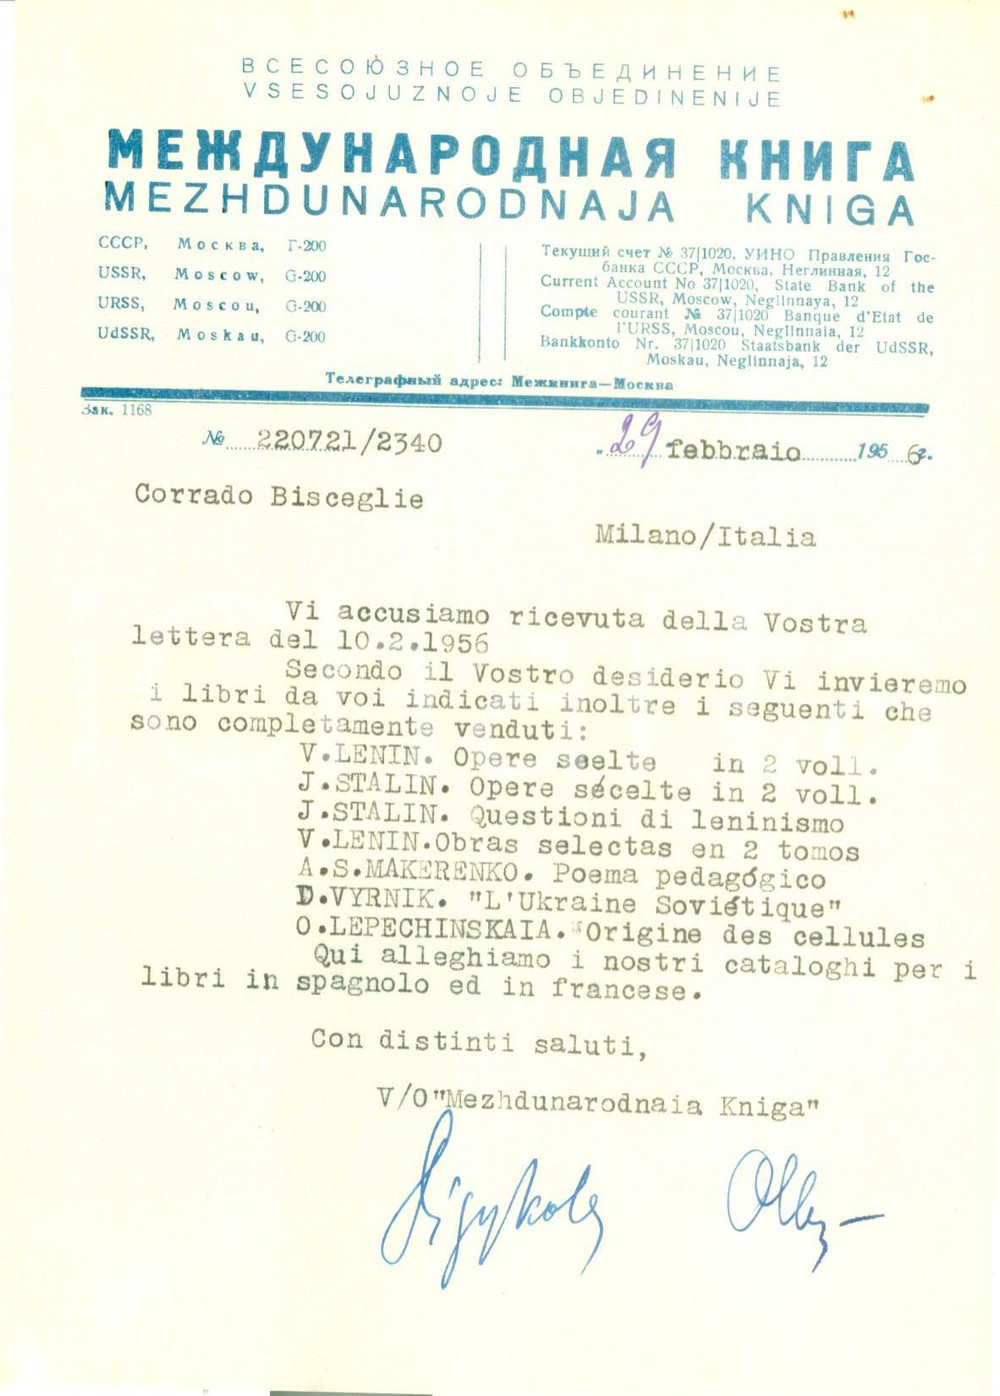 ВСЕСОЮЗНОЕ ОБЪЕДИНЕНИЕ
VSESOJUZNOJE OBJEDINENIJE
МЕЖДУНАРОДНАЯ КНИГА
MEZHDUNARODNAJA KNIGA
СССР, Москва, Г-200
USSR, Moscow, G-200
URSS, Moscou, G-200
UdSSR, Moskau, G-200
Текущий счет № 37|1020, УИНО Правления Гос-
банка СССР, Москва, Неглинная, 12
Current Account No 37|1020, State Bank of the
USSR, Moscow, Neglinnaya, 12
Compte courant № 37|1020 Banque d'Etat de
l'URSS, Moscou, Neglinnaia, 12
Bankkonto Nr. 37|1020 Staatsbank der UdSSR,
Moskau, Neglinnaja, 12
Телеграфный адрес: Межкнига—Москва
Зак. 1168
№ 220721/2340
29 febbraio 1956 г.
Corrado Bisceglie
Milano/Italia
Vi accusiamo ricevuta della Vostra
lettera del 10.2.1956
Secondo il Vostro desiderio Vi invieremo
i libri da voi indicati inoltre i seguenti che
sono completamente venduti:
V.LENIN. Opere scelte in 2 voll.
J.STALIN. Opere scelte in 2 voll.
J.STALIN. Questioni di leninismo
V.LENIN.Obras selectas en 2 tomos
A.S.MAKERENKO. Poema pedagógico
D.VYRNIK. "L'Ukraine Soviétique"
O.LEPECHINSKAIA. Origine des cellules
Qui alleghiamo i nostri cataloghi per i
libri in spagnolo ed in francese.
Con distinti saluti,
V/O"Mezhdunarodnaia Kniga"